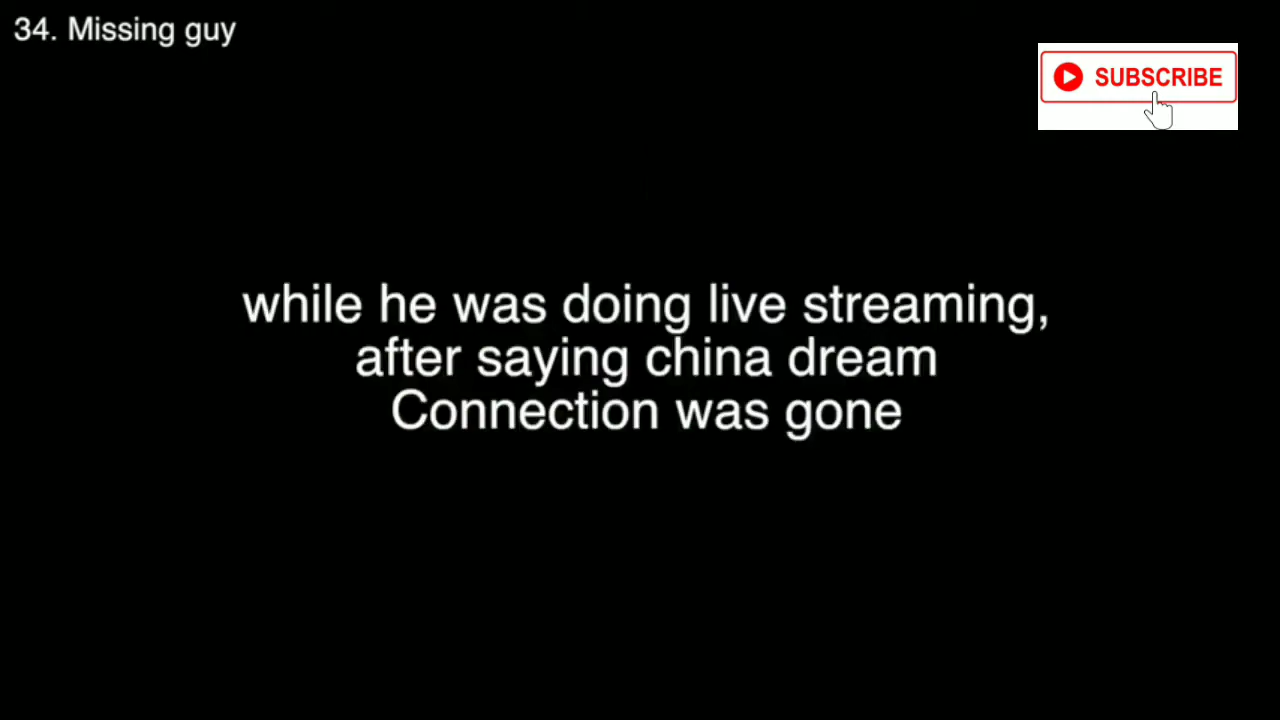 34. Missing guy
SUBSCRIBE
while he was doing live streaming,
after saying china dream
Connection was gone